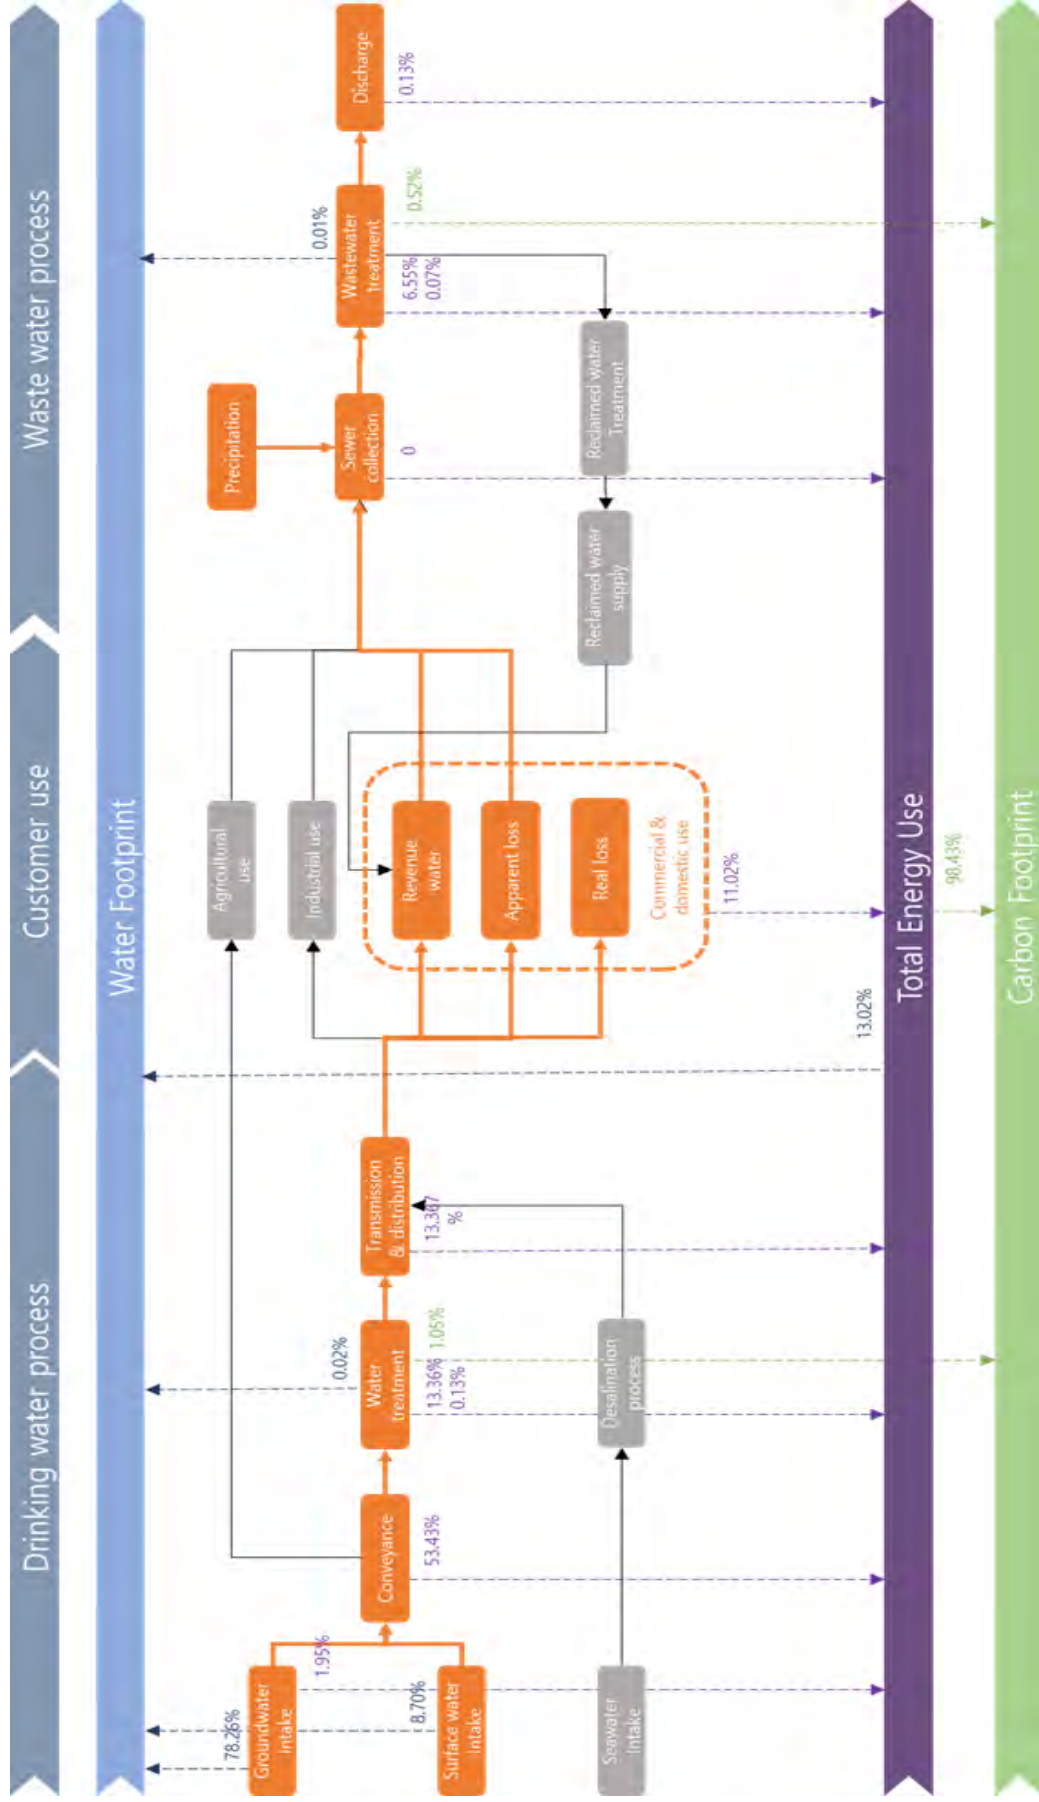 Drinking water process
Customer use
Waste water process
Water Footprint
78.26%
Groundwater
Intake
1.95%
8.70%
Surface water
Intake
Seawater
Intake
Conveyance
53.43%
0.02%
Water
treatment
13.36% 1.05%
0.13%
Desalination
process
Transmission
& distribution
13.367
%
Agricultural
use
Industrial use
Revenue
water
Apparent loss
Real loss
Commercial &
domestic use
11.02%
13.02%
Precipitation
Sewer
collection
0
0.01%
Wastewater
treatment
6.55%
0.07%
0.52%
Discharge
0.13%
Reclaimed water
supply
Reclaimed water
Treatment
Total Energy Use
98.43%
Carbon Footprint